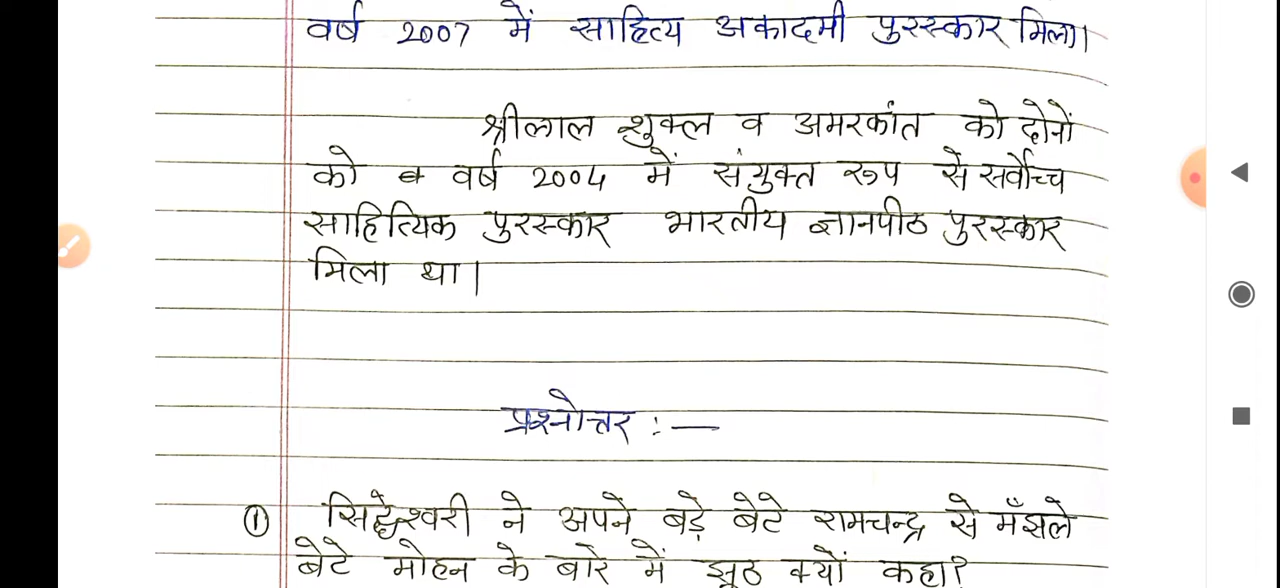 वर्ष 2007 में साहित्य अकादमी पुरस्कार मिला।
श्रीलाल शुक्ल व अमरकांत को दोनों
को वर्ष 2004 में संयुक्त रुप से सर्वोच्च
साहित्यिक पुरस्कार भारतीय ज्ञानपीठ पुरस्कार
मिला था।
प्रश्नोत्तर :—
① सिद्धेश्वरी ने अपने बड़े बेटे रामचन्द्र से मँझले
बेटे मोहन के बारे में झूठ क्यों कहा?